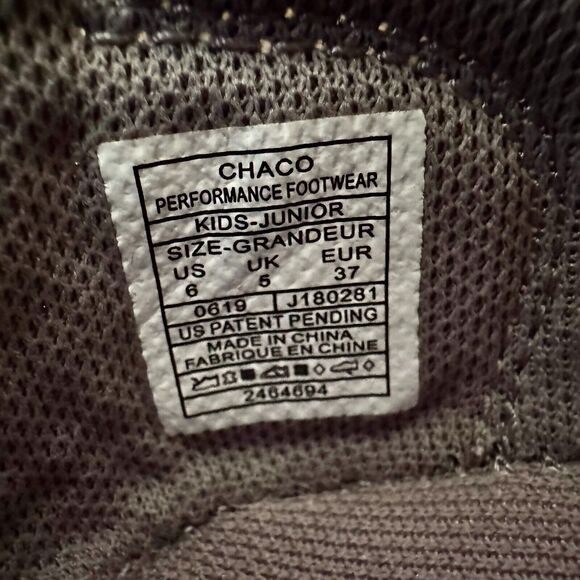 CHACO
PERFORMANCE FOOTWEAR
KIDS-JUNIOR
SIZE-GRANDEUR
US UK EUR
6 5 37
0619 J180281
US PATENT PENDING
MADE IN CHINA
FABRIQUE EN CHINE
2464694